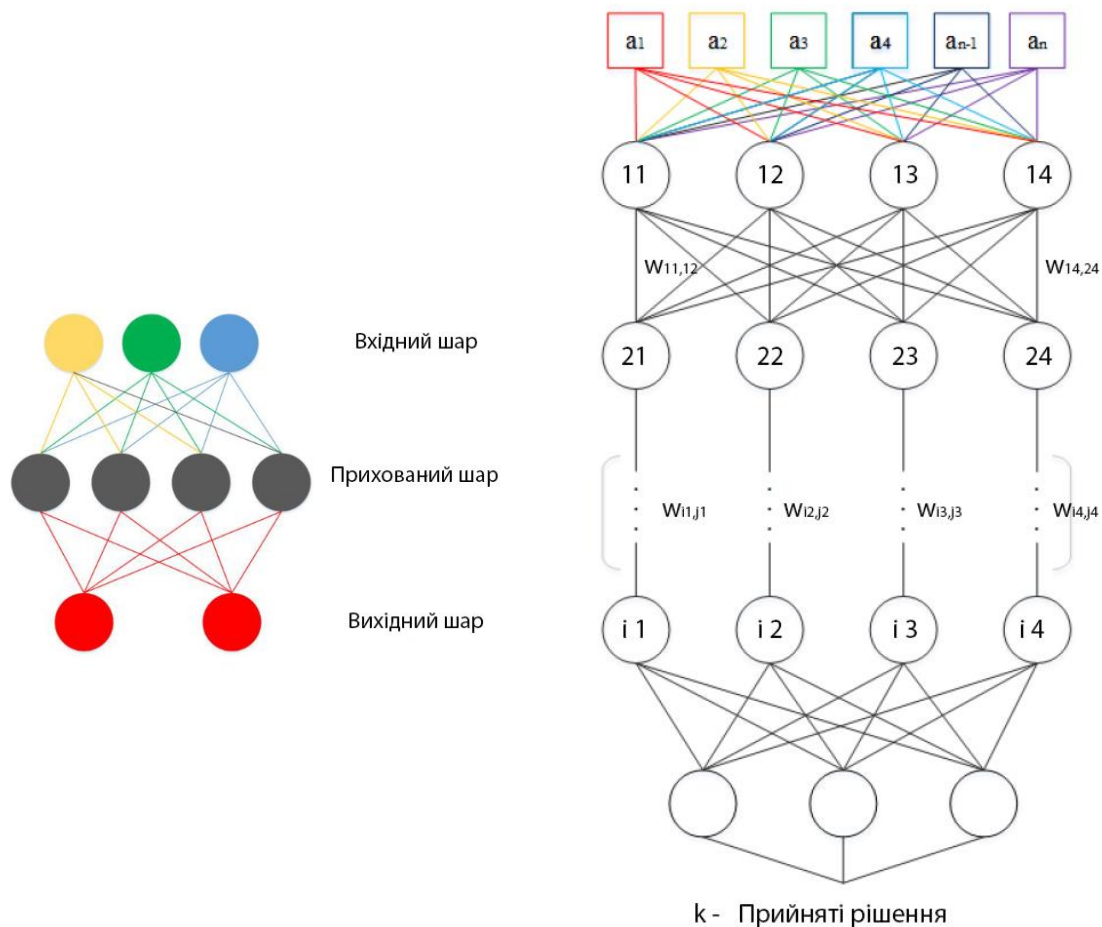 a1 a2 a3 a4 an-1 an
11 12 13 14
w11,12 w14,24
21 22 23 24
Вхідний шар
Прихований шар
Вихідний шар
wi1,j1 wi2,j2 wi3,j3 wi4,j4
i 1 i 2 i 3 i 4
k - Прийняті рішення